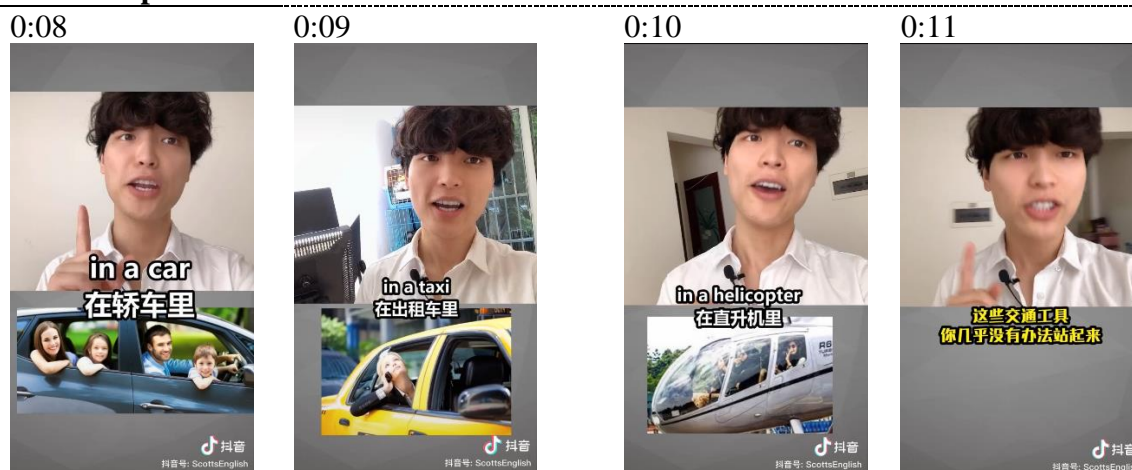 0:08
0:09
0:10
0:11
in a car
在轿车里
抖音
抖音号: ScottsEnglish
in a taxi
在出租车里
抖音
抖音号: ScottsEnglish
in a helicopter
在直升机里
抖音
抖音号: ScottsEnglish
这些交通工具
你几乎没有办法站起来
抖音
抖音号: ScottsEnglish